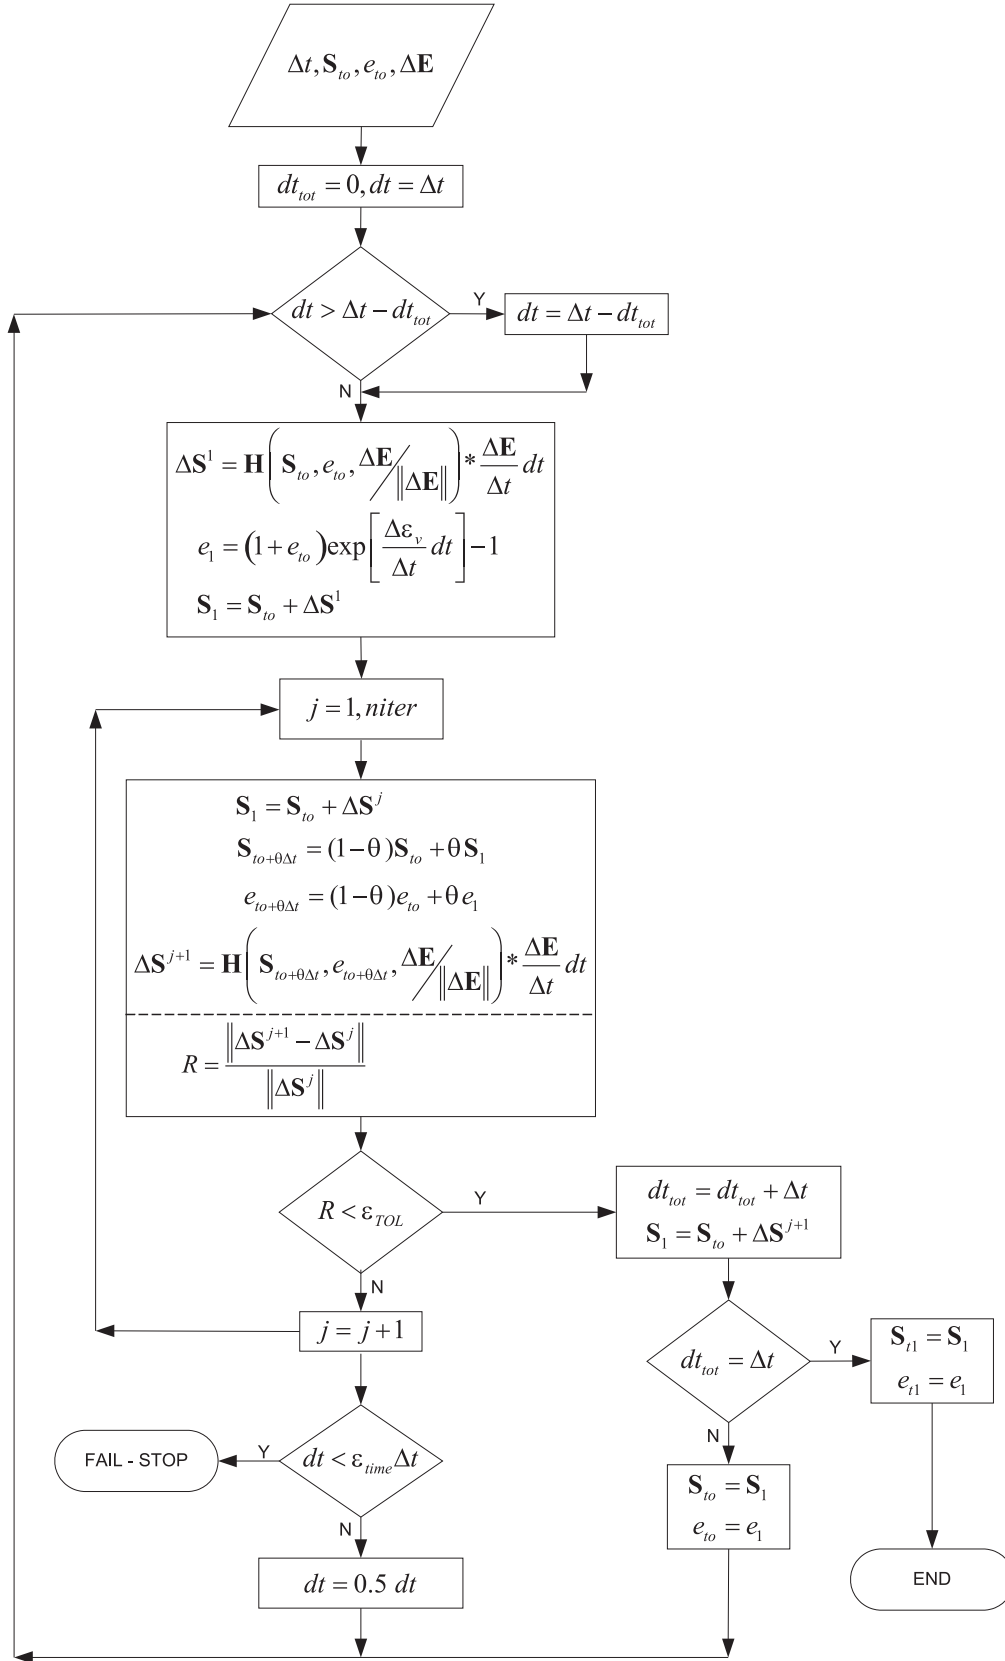 Δt, S_to, e_to, ΔE
dt_tot = 0, dt = Δt
dt > Δt − dt_tot
Y
dt = Δt − dt_tot
N
ΔS^1 = H(S_to, e_to, ΔE/‖ΔE‖) * ΔE/Δt dt
e_1 = (1 + e_to) exp[Δε_v/Δt dt] − 1
S_1 = S_to + ΔS^1
j = 1, niter
S_1 = S_to + ΔS^j
S_to+θΔt = (1−θ)S_to + θS_1
e_to+θΔt = (1−θ)e_to + θe_1
ΔS^j+1 = H(S_to+θΔt, e_to+θΔt, ΔE/‖ΔE‖) * ΔE/Δt dt
R = ‖ΔS^j+1 − ΔS^j‖/‖ΔS^j‖
R < ε_TOL
Y
dt_tot = dt_tot + Δt
S_1 = S_to + ΔS^j+1
N
j = j + 1
dt_tot = Δt
Y
S_t1 = S_1
e_t1 = e_1
N
dt < ε_time Δt
Y
FAIL - STOP
S_to = S_1
e_to = e_1
N
dt = 0.5 dt
END